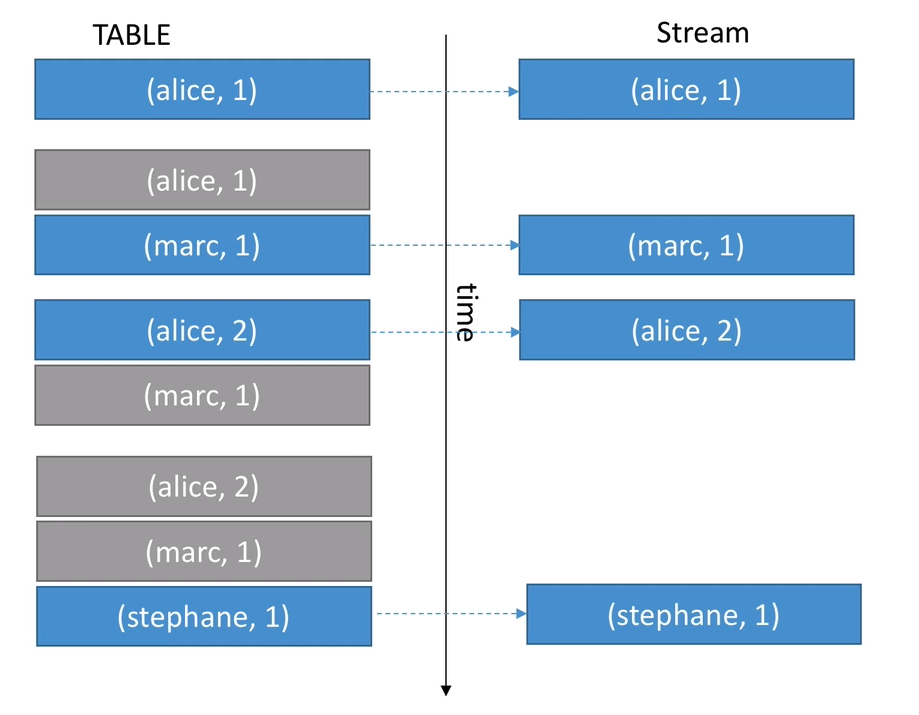 TABLE
Stream
(alice, 1)
(alice, 1)
(alice, 1)
(marc, 1)
(marc, 1)
time
(alice, 2)
(alice, 2)
(marc, 1)
(alice, 2)
(marc, 1)
(stephane, 1)
(stephane, 1)